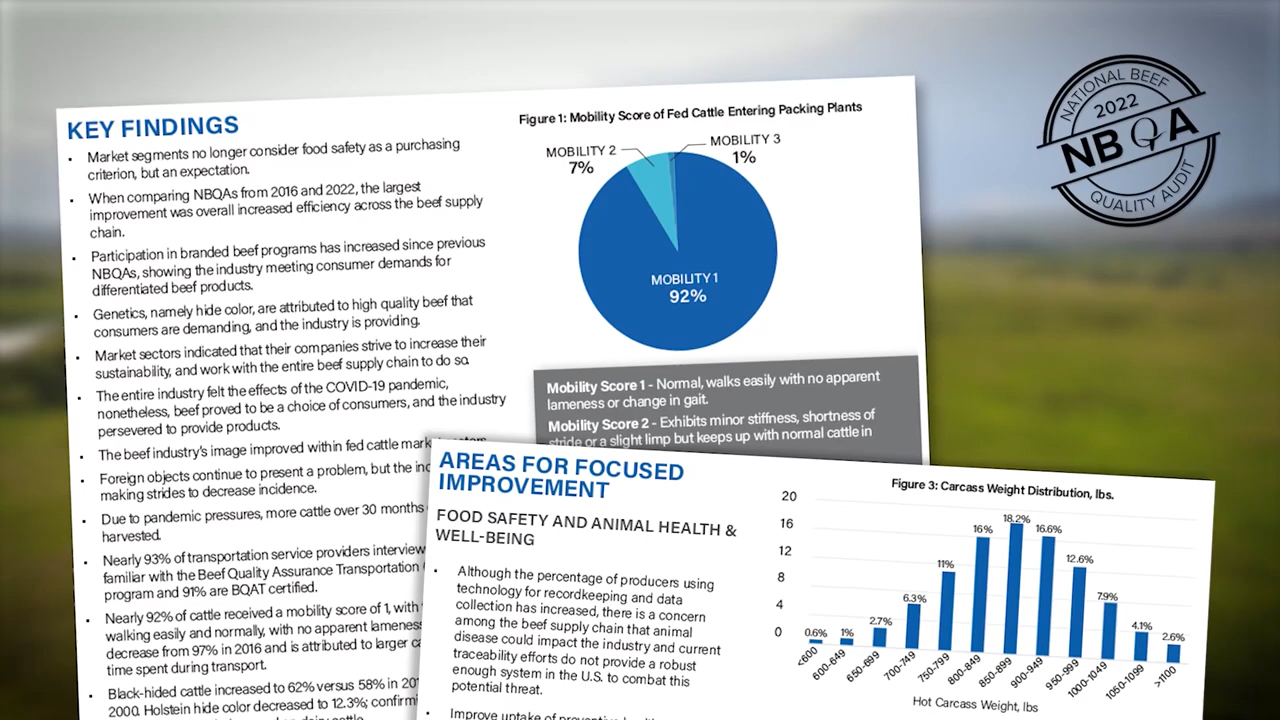 KEY FINDINGS
• Market segments no longer consider food safety as a purchasing
criterion, but an expectation.
• When comparing NBQAs from 2016 and 2022, the largest
improvement was overall increased efficiency across the beef supply
chain.
• Participation in branded beef programs has increased since previous
NBQAs, showing the industry meeting consumer demands for
differentiated beef products.
• Genetics, namely hide color, are attributed to high quality beef that
consumers are demanding, and the industry is providing.
• Market sectors indicated that their companies strive to increase their
sustainability, and work with the entire beef supply chain to do so.
• The entire industry felt the effects of the COVID-19 pandemic,
nonetheless, beef proved to be a choice of consumers, and the industry
persevered to provide products.
• The beef industry's image improved within fed cattle
• Foreign objects continue to present a problem, but the
making strides to decrease incidence.
• Due to pandemic pressures, more cattle over 30 months
harvested.
• Nearly 93% of transportation service providers
familiar with the Beef Quality Assurance Transportation
program and 91% are BQAT certified.
• Nearly 92% of cattle received a mobility score of 1, with
walking easily and normally, with no apparent
decrease from 97% in 2016 and is attributed to larger
time spent during transport.
• Black-hided cattle increased to 62% versus 58% in
2000. Holstein hide color decreased to 12.3%;
Figure 1: Mobility Score of Fed Cattle Entering Packing Plants
MOBILITY 2
7%
MOBILITY 3
1%
MOBILITY 1
92%
Mobility Score 1 - Normal, walks easily with no apparent
lameness or change in gait.
Mobility Score 2 - Exhibits minor stiffness, shortness of
stride or a slight limp but keeps up with normal cattle in
NATIONAL BEEF
2022
NBQA
QUALITY AUDIT
AREAS FOR FOCUSED
IMPROVEMENT
FOOD SAFETY AND ANIMAL HEALTH &
WELL-BEING
• Although the percentage of producers using
technology for recordkeeping and data
collection has increased, there is a concern
among the beef supply chain that animal
disease could impact the industry and current
traceability efforts do not provide a robust
enough system in the U.S. to combat this
potential threat.
• Improve uptake of
Figure 3: Carcass Weight Distribution, lbs.
20
16
12
8
4
0
0.6%
1%
2.7%
6.3%
11%
16%
18.2%
16.6%
12.6%
7.9%
4.1%
2.6%
<600
600-649
650-699
700-749
750-799
800-849
850-899
900-949
950-999
1000-1049
1050-1099
>1100
Hot Carcass Weight, lbs